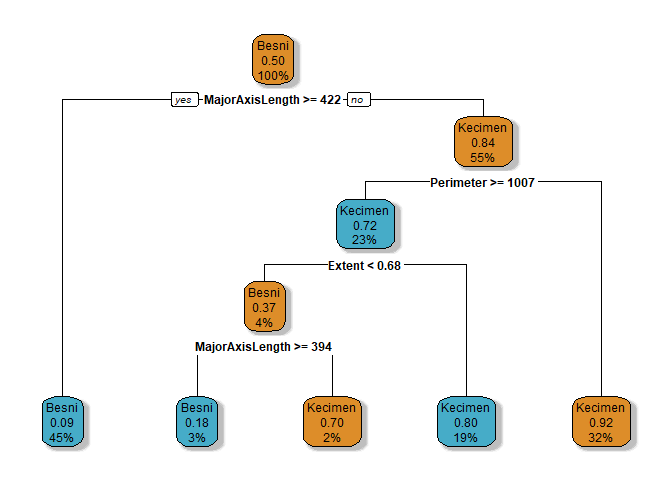 Besni
0.50
100%
yes MajorAxisLength >= 422 no
Kecimen
0.84
55%
Perimeter >= 1007
Kecimen
0.72
23%
Extent < 0.68
Besni
0.37
4%
MajorAxisLength >= 394
Besni
0.09
45%
Besni
0.18
3%
Kecimen
0.70
2%
Kecimen
0.80
19%
Kecimen
0.92
32%